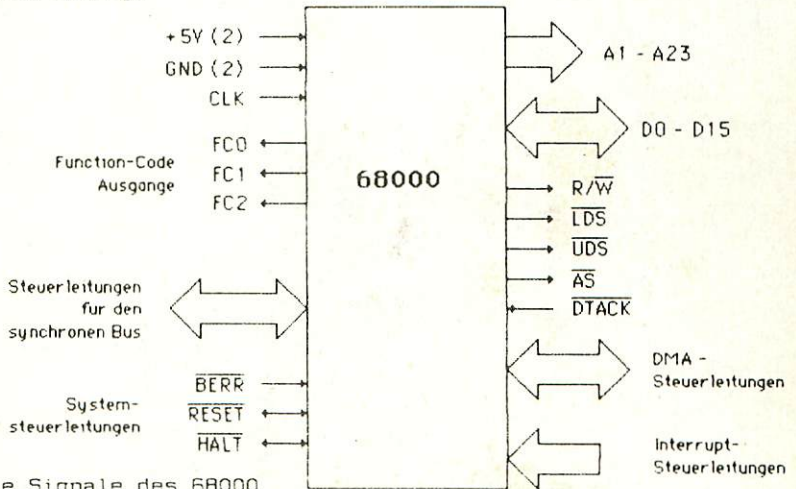 +5V (2)
GND (2)
CLK
FC0
FC1
FC2
Function-Code
Ausgange
Steuerleitungen
fur den
synchronen Bus
BERR
RESET
HALT
System-
steuerleitungen
68000
A1 - A23
D0 - D15
R/W
LDS
UDS
AS
DTACK
DMA -
Steuerleitungen
Interrupt-
Steuerleitungen
e Signale des 68000